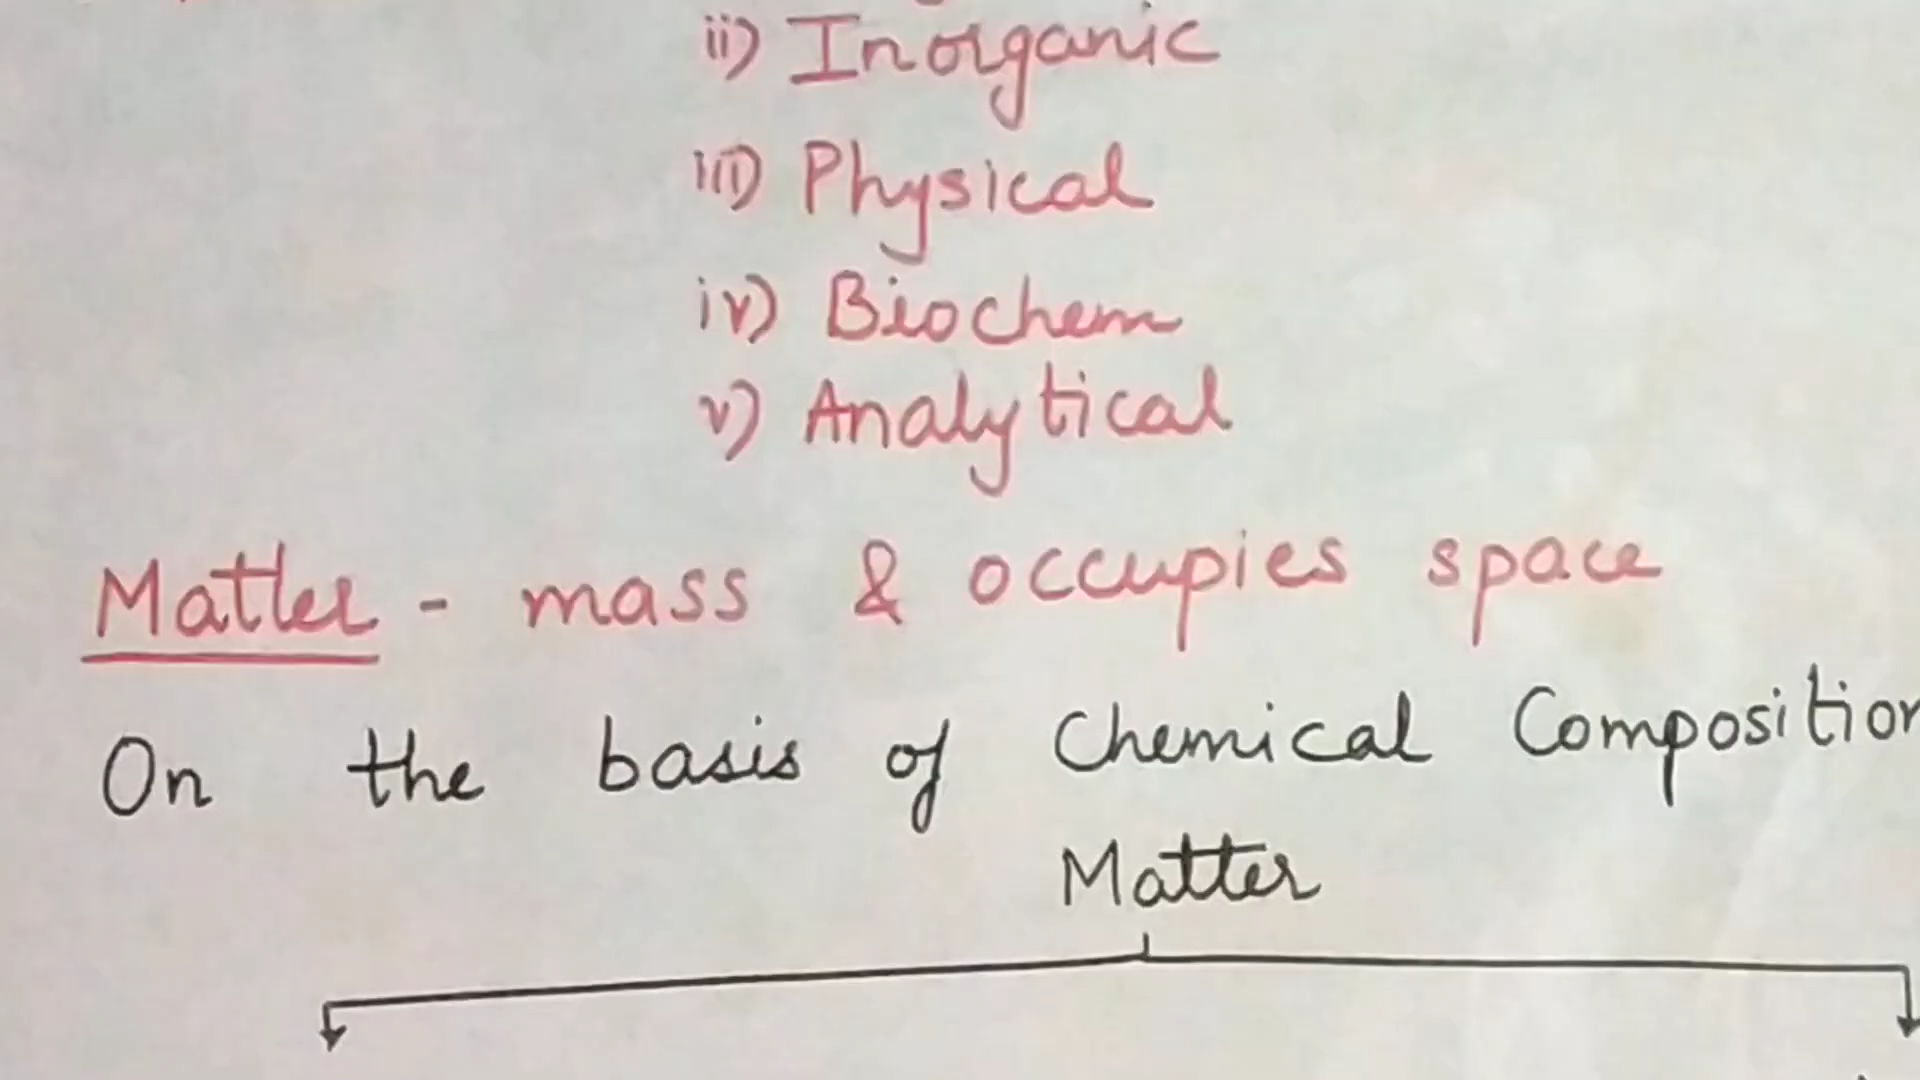 ii) Inorganic
iii) Physical
iv) Biochem
v) Analytical
Matter - mass & occupies space
On the basis of Chemical Composition
Matter